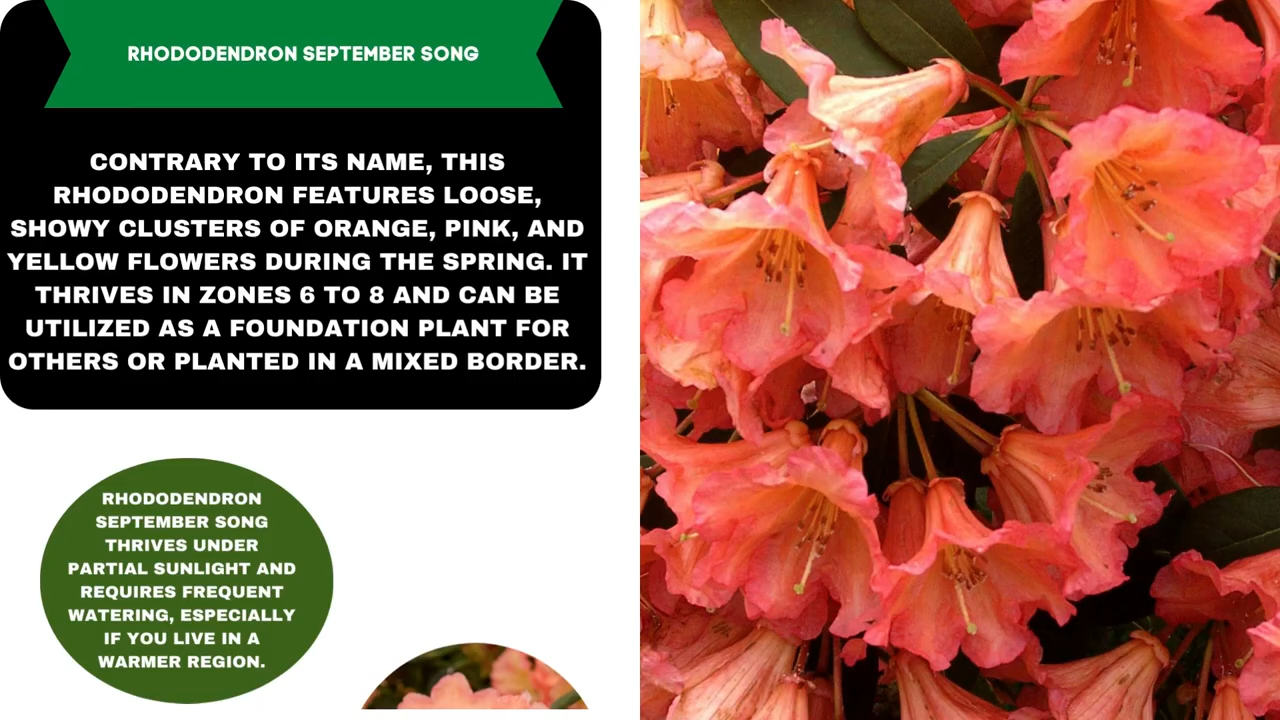 RHODODENDRON SEPTEMBER SONG
CONTRARY TO ITS NAME, THIS
RHODODENDRON FEATURES LOOSE,
SHOWY CLUSTERS OF ORANGE, PINK, AND
YELLOW FLOWERS DURING THE SPRING. IT
THRIVES IN ZONES 6 TO 8 AND CAN BE
UTILIZED AS A FOUNDATION PLANT FOR
OTHERS OR PLANTED IN A MIXED BORDER.
RHODODENDRON
SEPTEMBER SONG
THRIVES UNDER
PARTIAL SUNLIGHT AND
REQUIRES FREQUENT
WATERING, ESPECIALLY
IF YOU LIVE IN A
WARMER REGION.